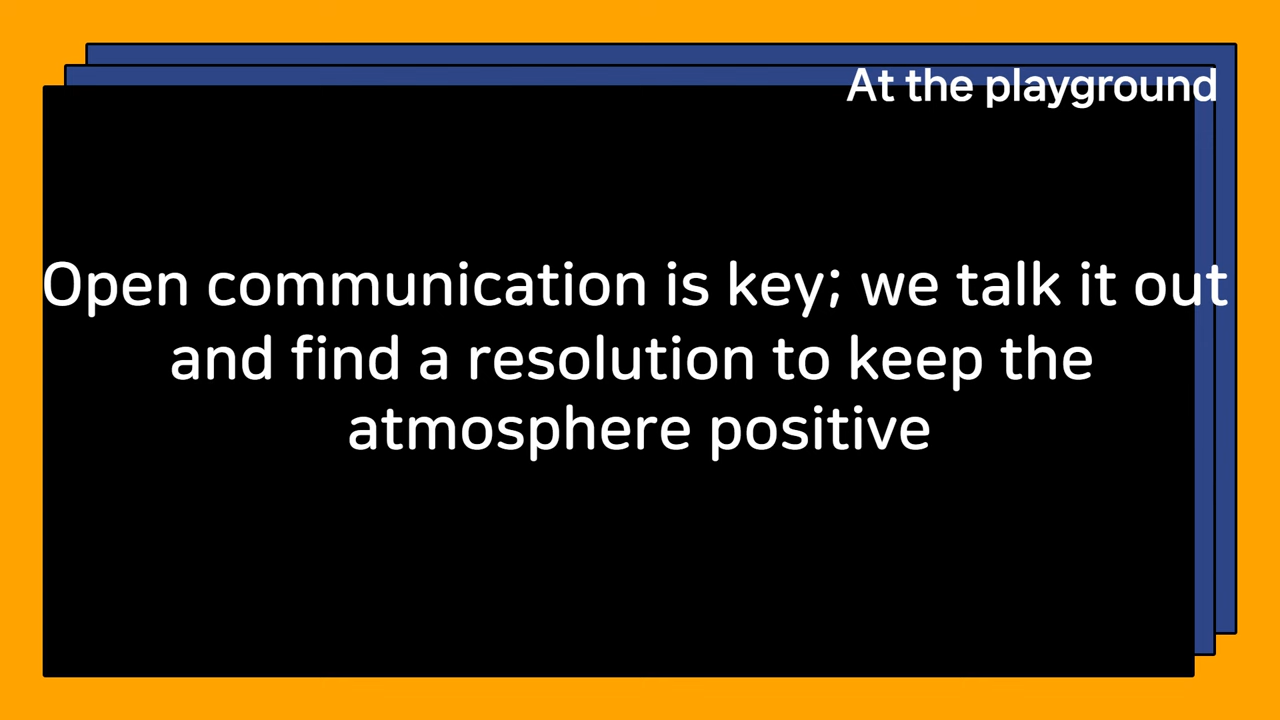 At the playground
Open communication is key; we talk it out
and find a resolution to keep the
atmosphere positive